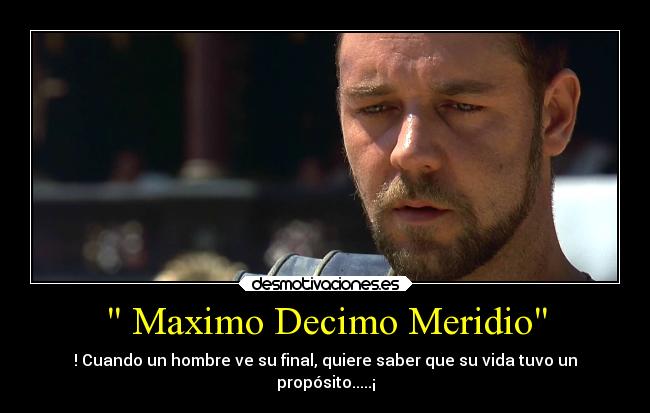 desmotivaciones.es
" Maximo Decimo Meridio"
! Cuando un hombre ve su final, quiere saber que su vida tuvo un
propósito.....¡